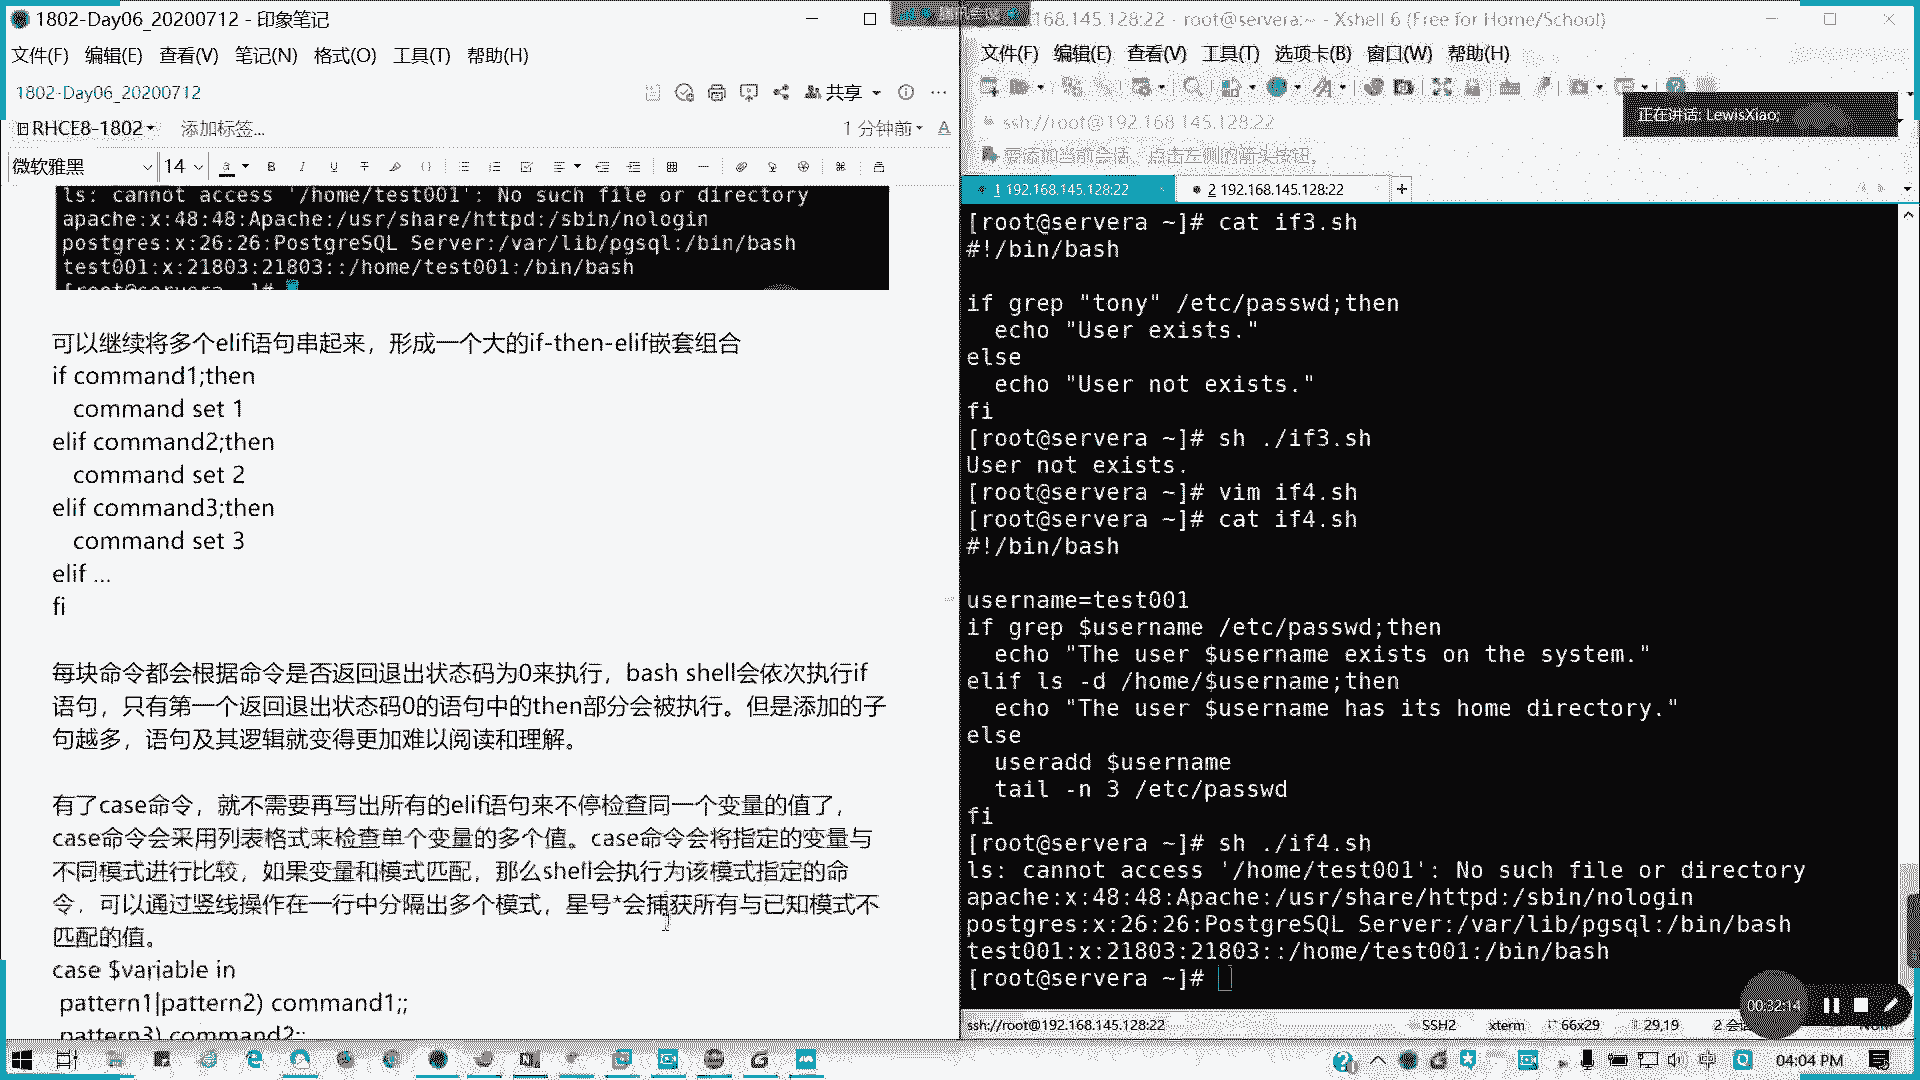 1802-Day06_20200712 - 印象笔记
文件(F) 编辑(E) 查看(V) 笔记(N) 格式(O) 工具(T) 帮助(H)
1802-Day06_20200712
共享
RHCE8-1802 添加标签...
1 分钟前
微软雅黑 14
ls: cannot access '/home/test001': No such file or directory
apache:x:48:48:Apache:/usr/share/httpd:/sbin/nologin
postgres:x:26:26:PostgreSQL Server:/var/lib/pgsql:/bin/bash
test001:x:21803:21803::/home/test001:/bin/bash
[root@servera ~]#
可以继续将多个elif语句串起来，形成一个大的if-then-elif嵌套组合
if command1;then
command set 1
elif command2;then
command set 2
elif command3;then
command set 3
elif ...
fi
每块命令都会根据命令是否返回退出状态码为0来执行，bash shell会依次执行if
语句，只有第一个返回退出状态码0的语句中的then部分会被执行。但是添加的子
句越多，语句及其逻辑就变得更加难以阅读和理解。
有了case命令，就不需要再写出所有的elif语句来不停检查同一个变量的值了，
case命令会采用列表格式来检查单个变量的多个值。case命令会将指定的变量与
不同模式进行比较，如果变量和模式匹配，那么shell会执行为该模式指定的命
令，可以通过竖线操作在一行中分隔出多个模式，星号*会捕获所有与已知模式不
匹配的值。
case $variable in
pattern1|pattern2) command1;;
pattern3) command2;;
168.145.128:22 - root@servera:~ - Xshell 6 (Free for Home/School)
文件(F) 编辑(E) 查看(V) 工具(T) 选项卡(B) 窗口(W) 帮助(H)
ssh://root@192.168.145.128:22
正在讲话: LewisXiao;
要添加当前会话，点击左侧的箭头按钮。
1 192.168.145.128:22
2 192.168.145.128:22
[root@servera ~]# cat if3.sh
#!/bin/bash
if grep "tony" /etc/passwd;then
echo "User exists."
else
echo "User not exists."
fi
[root@servera ~]# sh ./if3.sh
User not exists.
[root@servera ~]# vim if4.sh
[root@servera ~]# cat if4.sh
#!/bin/bash
username=test001
if grep $username /etc/passwd;then
echo "The user $username exists on the system."
elif ls -d /home/$username;then
echo "The user $username has its home directory."
else
useradd $username
tail -n 3 /etc/passwd
fi
[root@servera ~]# sh ./if4.sh
ls: cannot access '/home/test001': No such file or directory
apache:x:48:48:Apache:/usr/share/httpd:/sbin/nologin
postgres:x:26:26:PostgreSQL Server:/var/lib/pgsql:/bin/bash
test001:x:21803:21803::/home/test001:/bin/bash
[root@servera ~]#
00:32:14
ssh://root@192.168.145.128:22 SSH2 xterm 66x29 29,19
04:04 PM